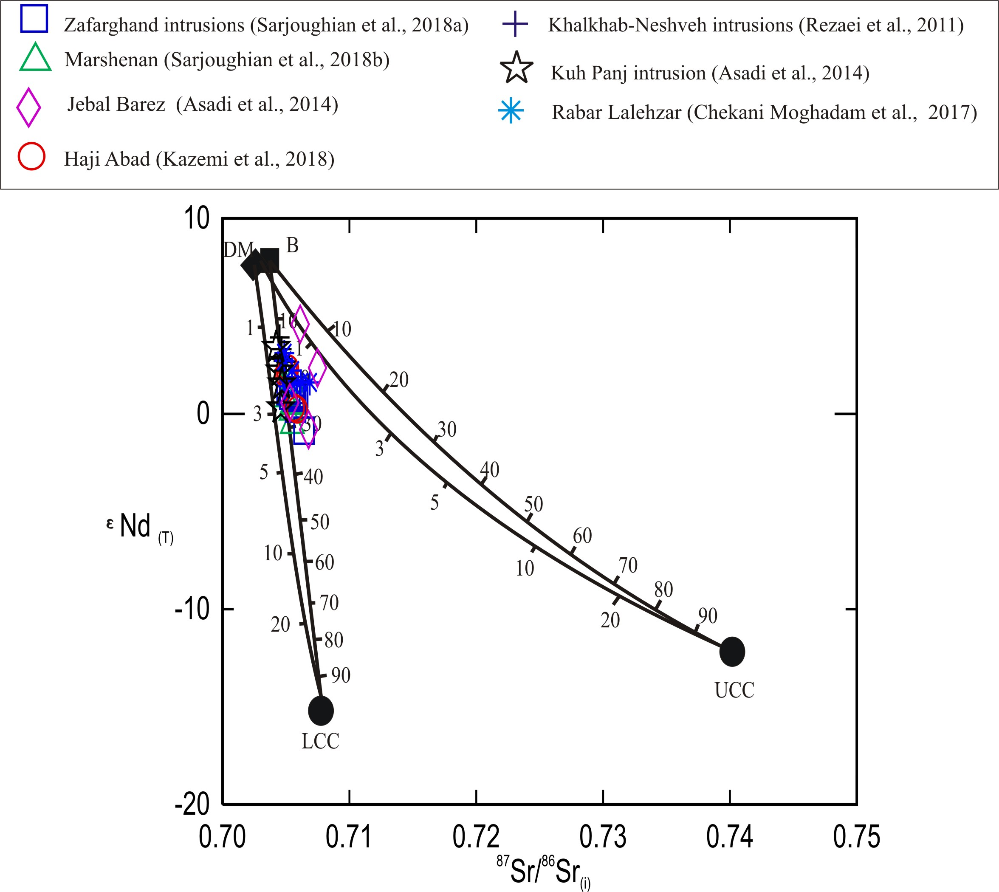 Zafarghand intrusions (Sarjoughian et al., 2018a)
Khalkhab-Neshveh intrusions (Rezaei et al., 2011)
Marshenan (Sarjoughian et al., 2018b)
Kuh Panj intrusion (Asadi et al., 2014)
Jebal Barez (Asadi et al., 2014)
Rabar Lalehzar (Chekani Moghadam et al., 2017)
Haji Abad (Kazemi et al., 2018)
10
DM
B
1
10
10
1
20
0
3
30
30
3
5
40
40
5
50
50
10
60
60
10
70
70
-10
20
80
80
20
90
90
UCC
LCC
-20
0.70
0.71
0.72
0.73
0.74
0.75
ε Nd (T)
87Sr/86Sr(i)